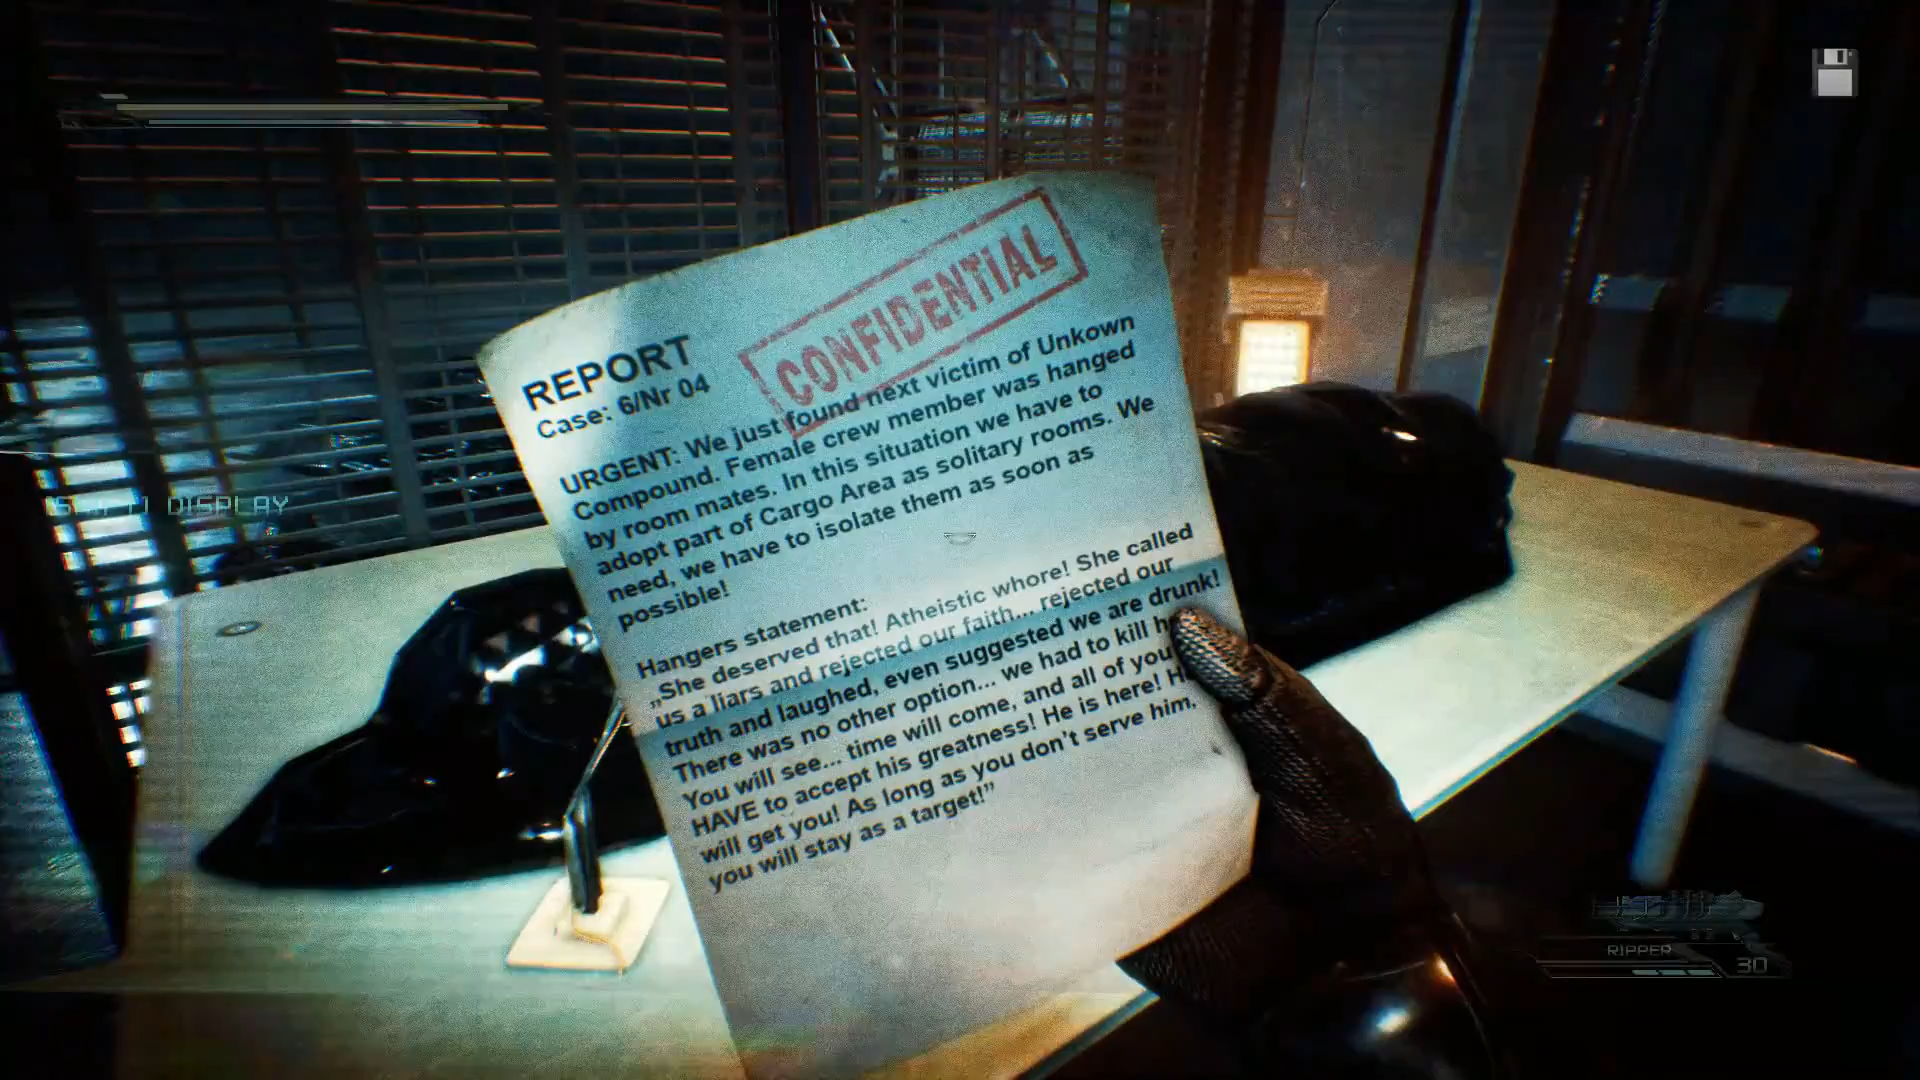 CONFIDENTIAL
REPORT
Case: 6/Nr 04
URGENT: We just found next victim of Unkown
Compound. Female crew member was hanged
by room mates. In this situation we have to
adopt part of Cargo Area as solitary rooms. We
need, we have to isolate them as soon as
possible!
Hangers statement:
„She deserved that! Atheistic whore! She called
us a liars and rejected our faith... rejected our
truth and laughed, even suggested we are drunk!
There was no other option... we had to kill
You will see... time will come, and all of you
HAVE to accept his greatness! He is here!
will get you! As long as you don't serve him,
you will stay as a target!”
DISPLAY
RIPPER
30